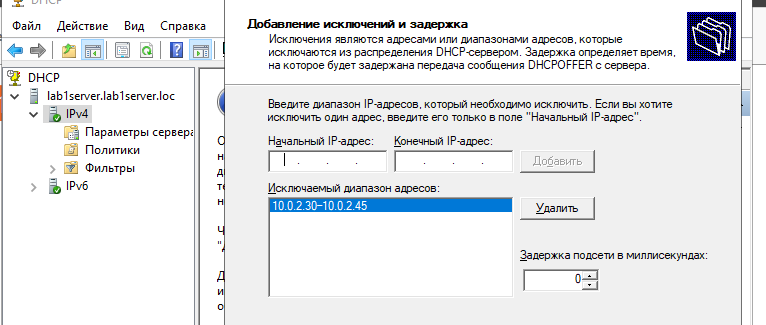 DHCP
Файл Действие Вид Справка
DHCP
lab1server.lab1server.loc
IPv4
Параметры сервера
Политики
Фильтры
IPv6
Добавление исключений и задержка
Исключения являются адресами или диапазонами адресов, которые
исключаются из распределения DHCP-сервером. Задержка определяет время,
на которое будет задержана передача сообщения DHCPOFFER с сервера.
Введите диапазон IP-адресов, который необходимо исключить. Если вы хотите
исключить один адрес, введите его только в поле "Начальный IP-адрес".
Начальный IP-адрес: Конечный IP-адрес:
. . . . . . Добавить
Исключаемый диапазон адресов:
10.0.2.30-10.0.2.45 Удалить
Задержка подсети в миллисекундах:
0